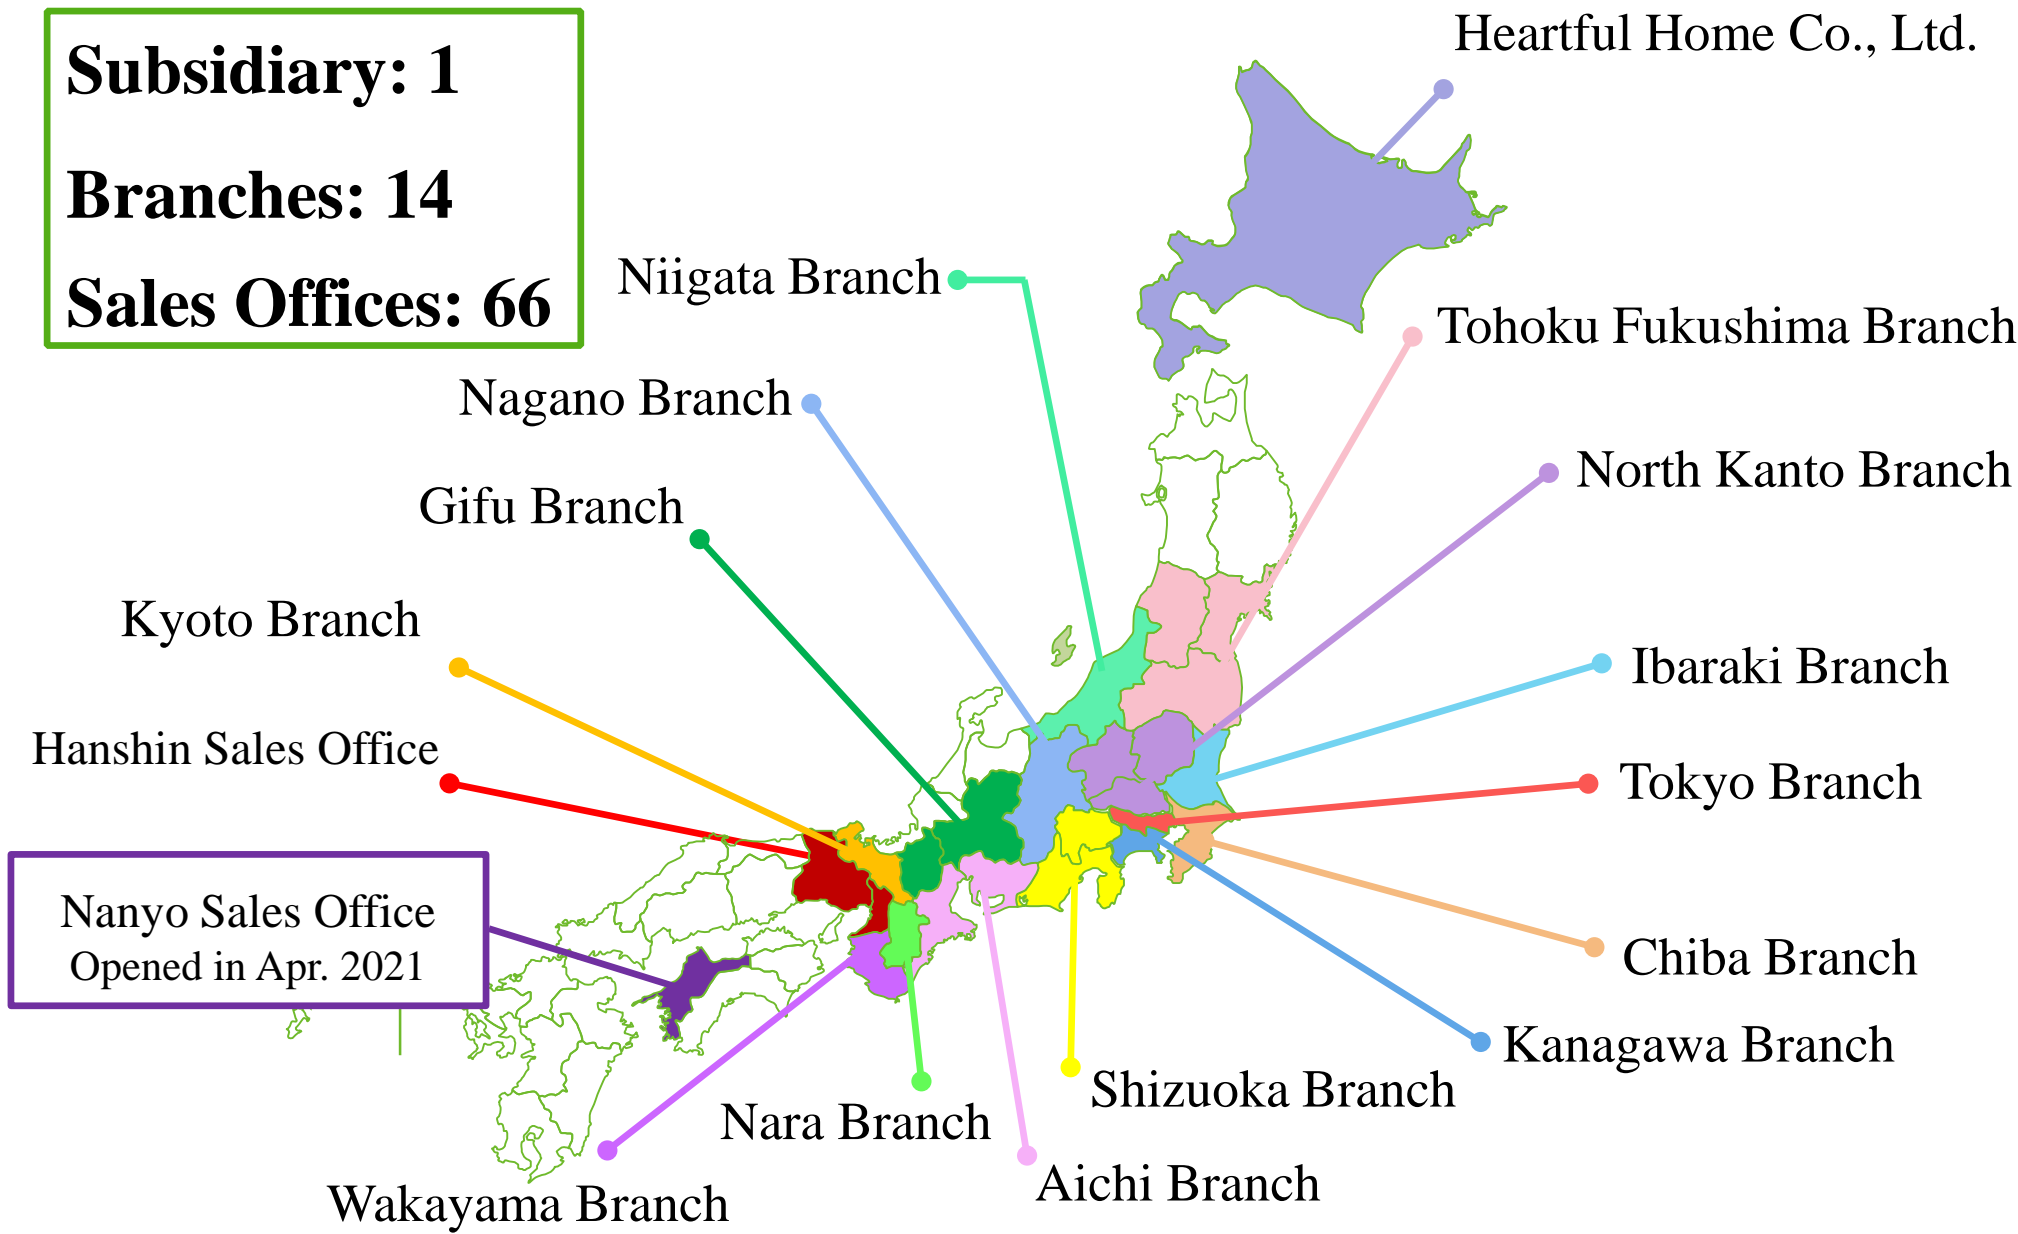 Subsidiary: 1
Branches: 14
Sales Offices: 66
Heartful Home Co., Ltd.
Niigata Branch
Tohoku Fukushima Branch
Nagano Branch
North Kanto Branch
Gifu Branch
Kyoto Branch
Ibaraki Branch
Hanshin Sales Office
Tokyo Branch
Nanyo Sales Office
Opened in Apr. 2021
Chiba Branch
Kanagawa Branch
Shizuoka Branch
Nara Branch
Aichi Branch
Wakayama Branch